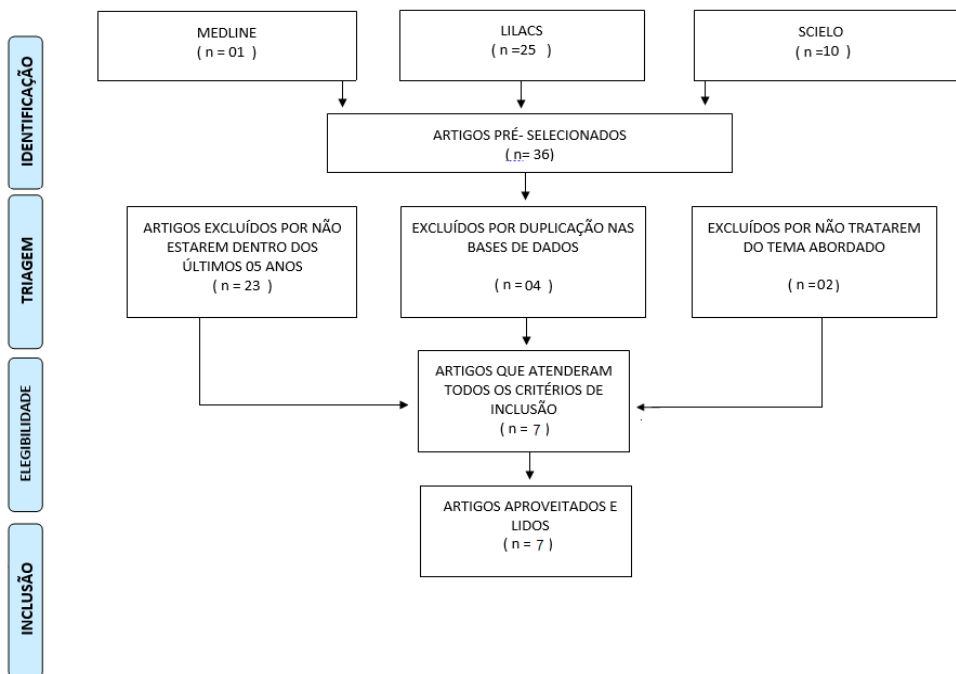 MEDLINE
( n = 01 )
LILACS
( n =25 )
SCIELO
( n=10 )
IDENTIFICAÇÃO
ARTIGOS PRÉ- SELECIONADOS
( n= 36)
TRIAGEM
ARTIGOS EXCLUÍDOS POR NÃO
ESTAREM DENTRO DOS
ÚLTIMOS 05 ANOS
( n = 23 )
EXCLUÍDOS POR DUPLICAÇÃO NAS
BASES DE DADOS
( n =04 )
EXCLUÍDOS POR NÃO TRATAREM
DO TEMA ABORDADO
( n =02 )
ELEGIBILIDADE
ARTIGOS QUE ATENDERAM
TODOS OS CRITÉRIOS DE
INCLUSÃO
( n = 7 )
ARTIGOS APROVEITADOS E
LIDOS
( n = 7 )
INCLUSÃO